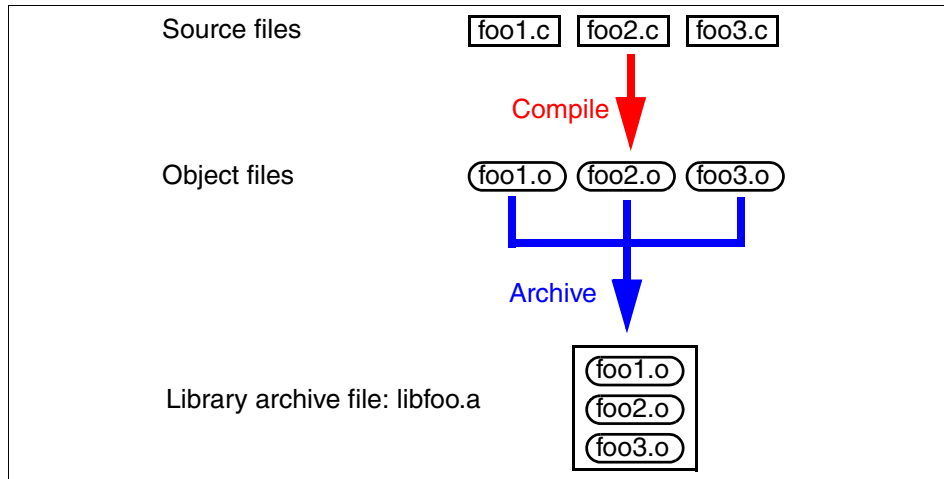 Source files foo1.c foo2.c foo3.c
Compile
Object files foo1.o foo2.o foo3.o
Archive
foo1.o
Library archive file: libfoo.a foo2.o
foo3.o